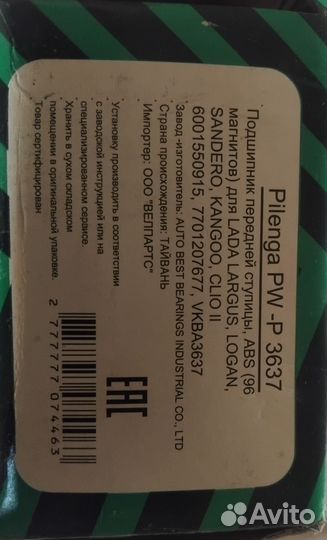 Pilenga PW -P 3637
Подшипник передней ступицы, ABS (96
магнитов) для LADA LARGUS, LOGAN,
SANDERO, KANGOO, CLIO II
6001550915, 7701207677, VKBA3637
Завод -изготовитель: AUTO BEST BEARINGS INDUSTRIAL CO., LTD
Страна происхождения: ТАЙВАНЬ
Импортер: ООО "ВЕЛЛПАРТС"
Установку производить в соответствии
с заводской инструкцией или на
специализированном сервисе.
Хранить в сухом складском
помещении в оригинальной упаковке.
Товар сертифицирован
EAC
2 777777 074463
Avito